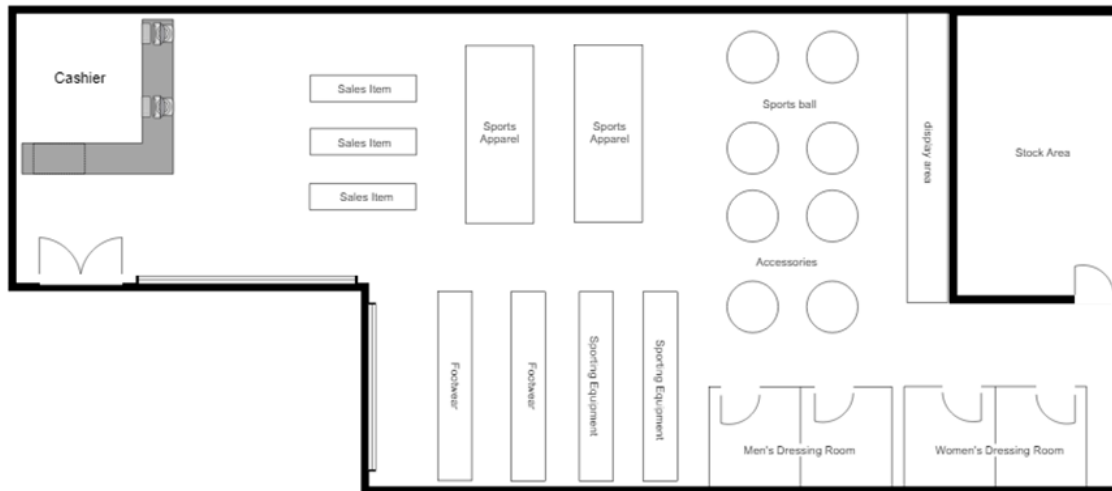 Cashier
Sales Item
Sales Item
Sales Item
Sports
Apparel
Sports
Apparel
Sports ball
Accessories
display area
Stock Area
Footwear
Footwear
Sporting Equipment
Sporting Equipment
Men's Dressing Room
Women's Dressing Room